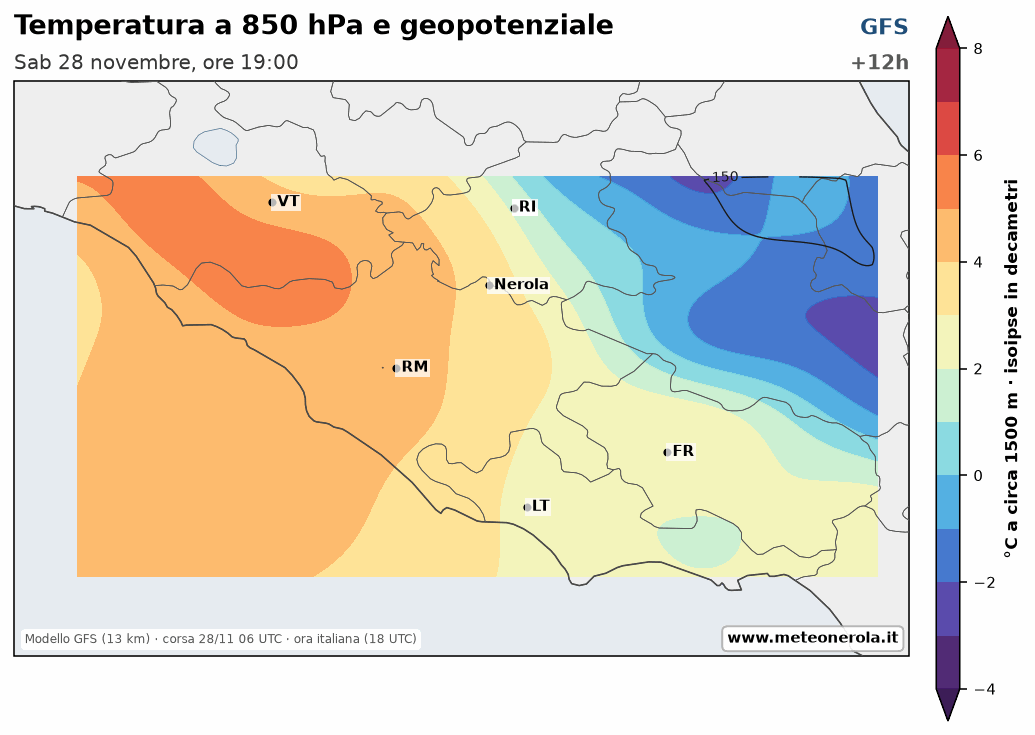 Temperatura a 850 hPa e geopotenziale
GFS
Sab 28 novembre, ore 19:00
+12h
150
VT
RI
Nerola
RM
FR
LT
8
6
4
2
0
−2
−4
°C a circa 1500 m · isoipse in decametri
Modello GFS (13 km) · corsa 28/11 06 UTC · ora italiana (18 UTC)
www.meteonerola.it